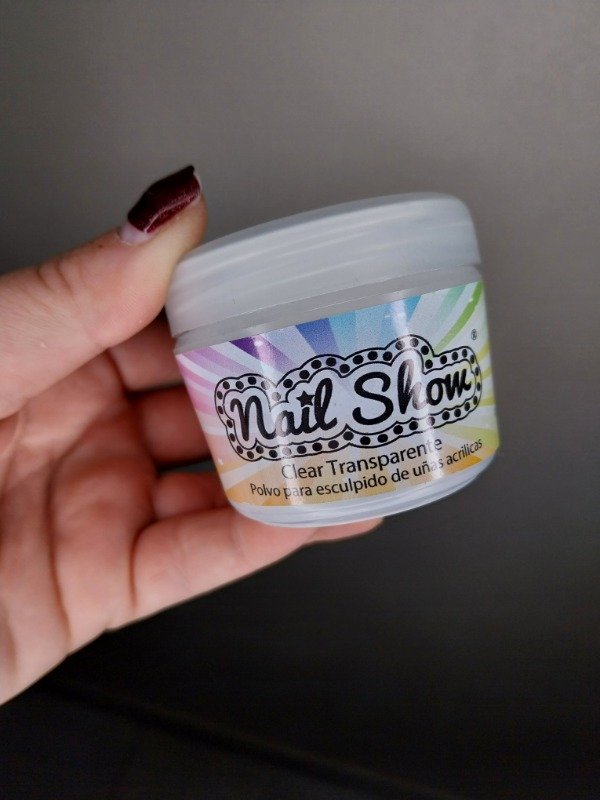 Nail Show ®
Clear Transparente
Polvo para esculpido de uñas acrílicas